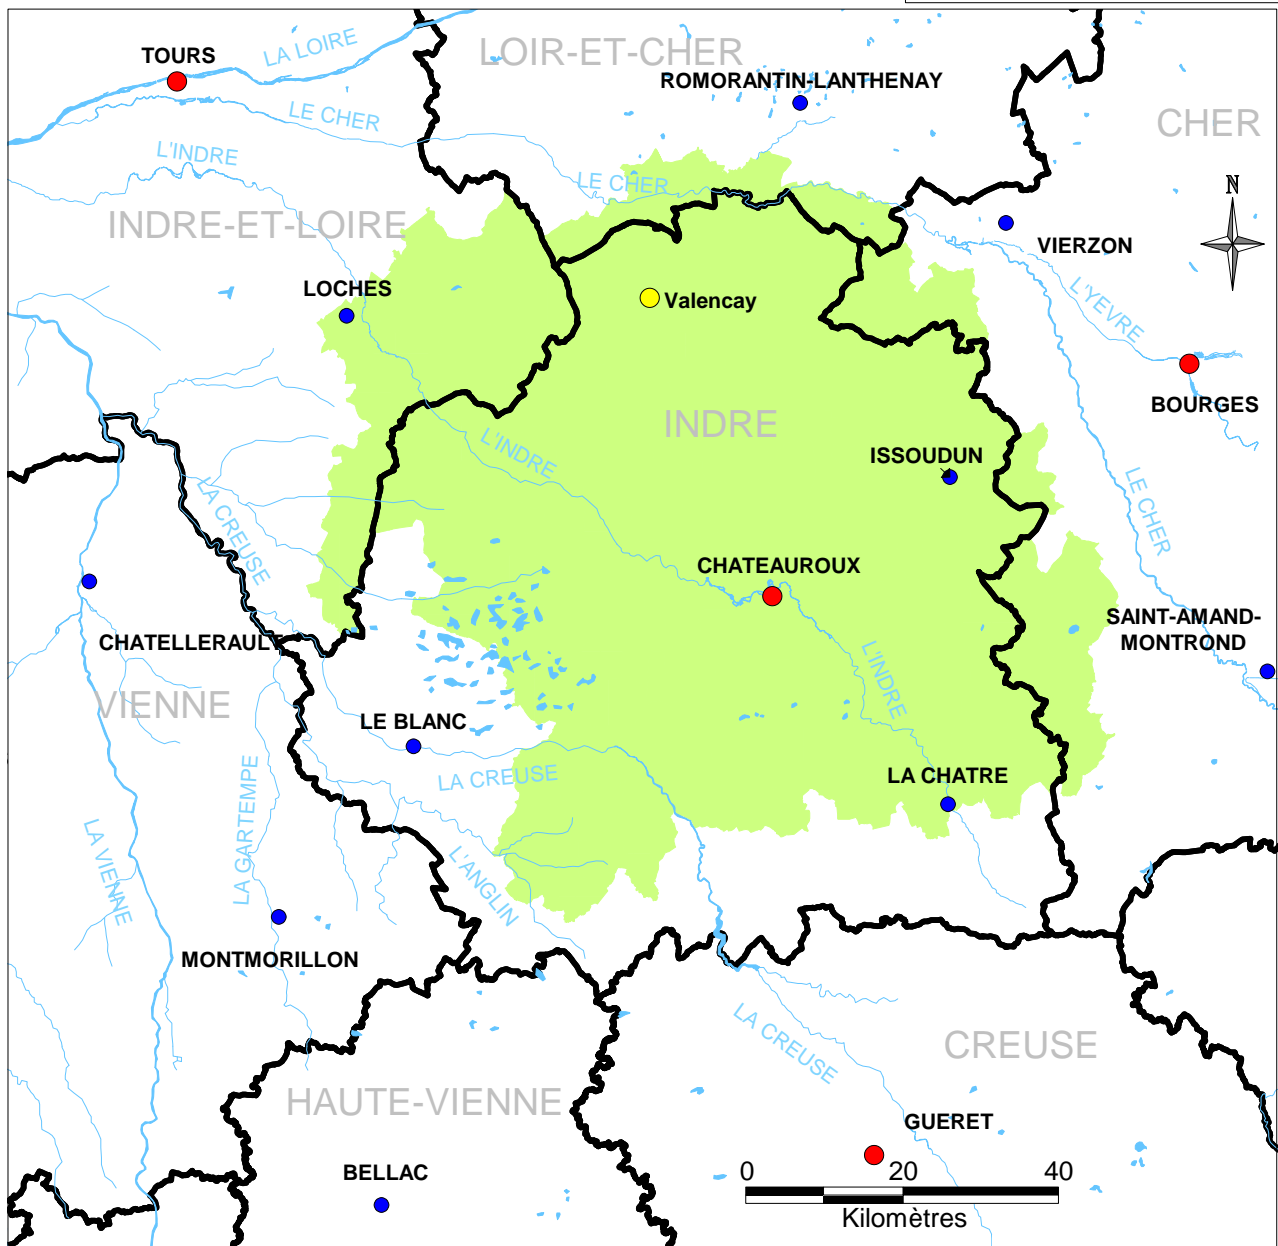 LOIR-ET-CHER
LA LOIRE
TOURS
ROMORANTIN-LANTHENAY
LE CHER
CHER
L'INDRE
LE CHER
N
INDRE-ET-LOIRE
VIERZON
LOCHES
Valencay
L'YEVRE
BOURGES
INDRE
L'INDRE
ISSOUDUN
LA CREUSE
LE CHER
CHATEAUROUX
SAINT-AMAND-
MONTROND
CHATELLERAULT
L'INDRE
VIENNE
LE BLANC
LA CREUSE
LA CHATRE
LA GARTEMPE
LA VIENNE
L'ANGLIN
MONTMORILLON
LA CREUSE
CREUSE
HAUTE-VIENNE
GUERET
BELLAC
0 20 40
Kilomètres